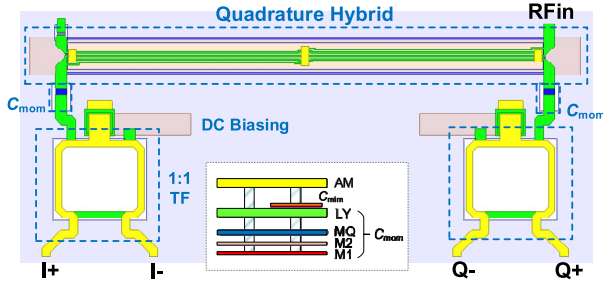 Quadrature Hybrid
RFin
Cmom
Cmom
DC Biasing
1:1
TF
AM
Cmim
LY
MQ
Cmom
M2
M1
I+
I-
Q-
Q+